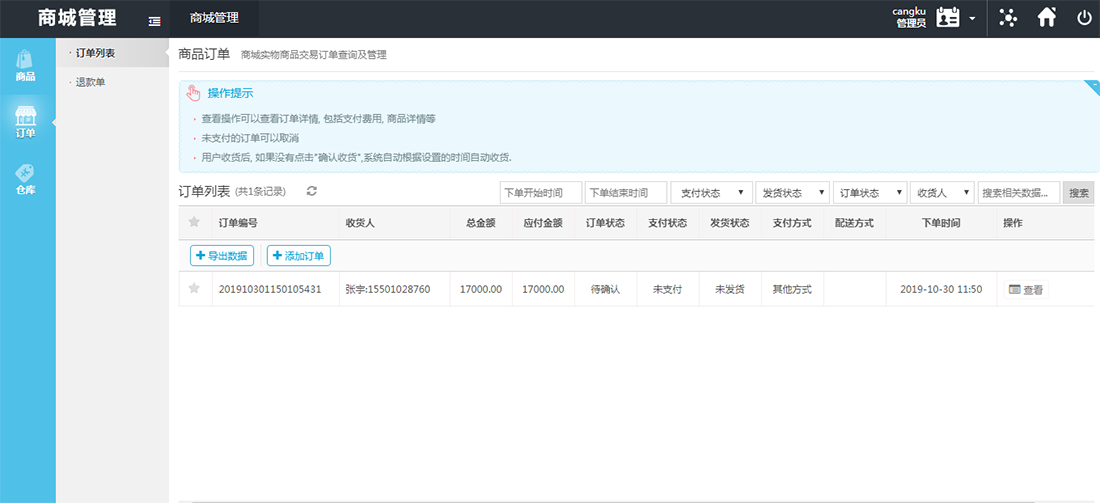 商城管理 商城管理 cangku 管理员
商品
订单
仓库
· 订单列表
· 退款单
商品订单 商城实物商品交易订单查询及管理
操作提示
· 查看操作可以查看订单详情, 包括支付费用, 商品详情等
· 未支付的订单可以取消
· 用户收货后, 如果没有点击"确认收货",系统自动根据设置的时间自动收货.
订单列表 (共1条记录) 下单开始时间 下单结束时间 支付状态 发货状态 订单状态 收货人 搜索相关数据... 搜索
订单编号 收货人 总金额 应付金额 订单状态 支付状态 发货状态 支付方式 配送方式 下单时间 操作
导出数据 添加订单
201910301150105431 张宇:15501028760 17000.00 17000.00 待确认 未支付 未发货 其他方式 2019-10-30 11:50 查看